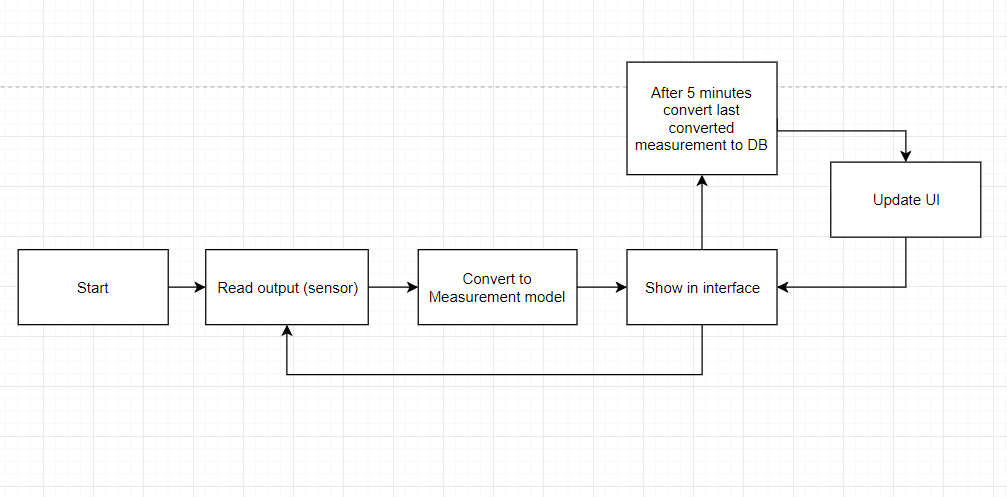 After 5 minutes
convert last
converted
measurement to DB
Update UI
Start
Read output (sensor)
Convert to
Measurement model
Show in interface